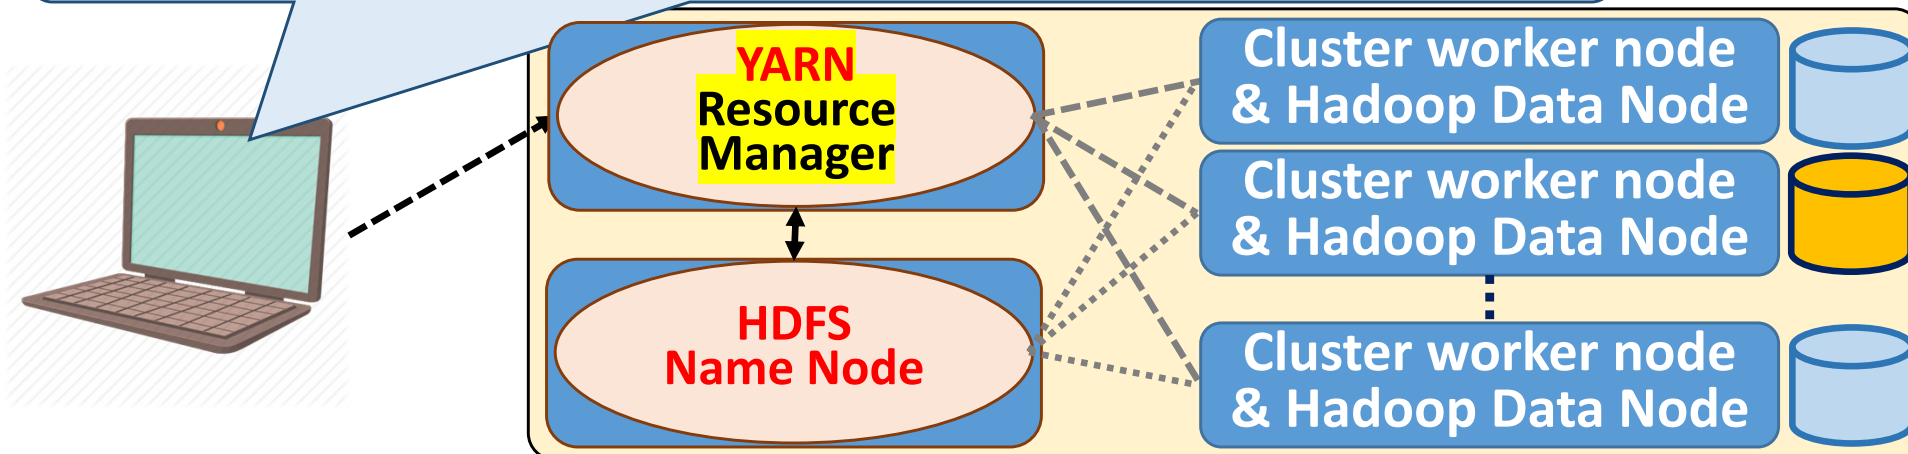 YARN
Resource
Manager
HDFS
Name Node
Cluster worker node
& Hadoop Data Node
Cluster worker node
& Hadoop Data Node
Cluster worker node
& Hadoop Data Node